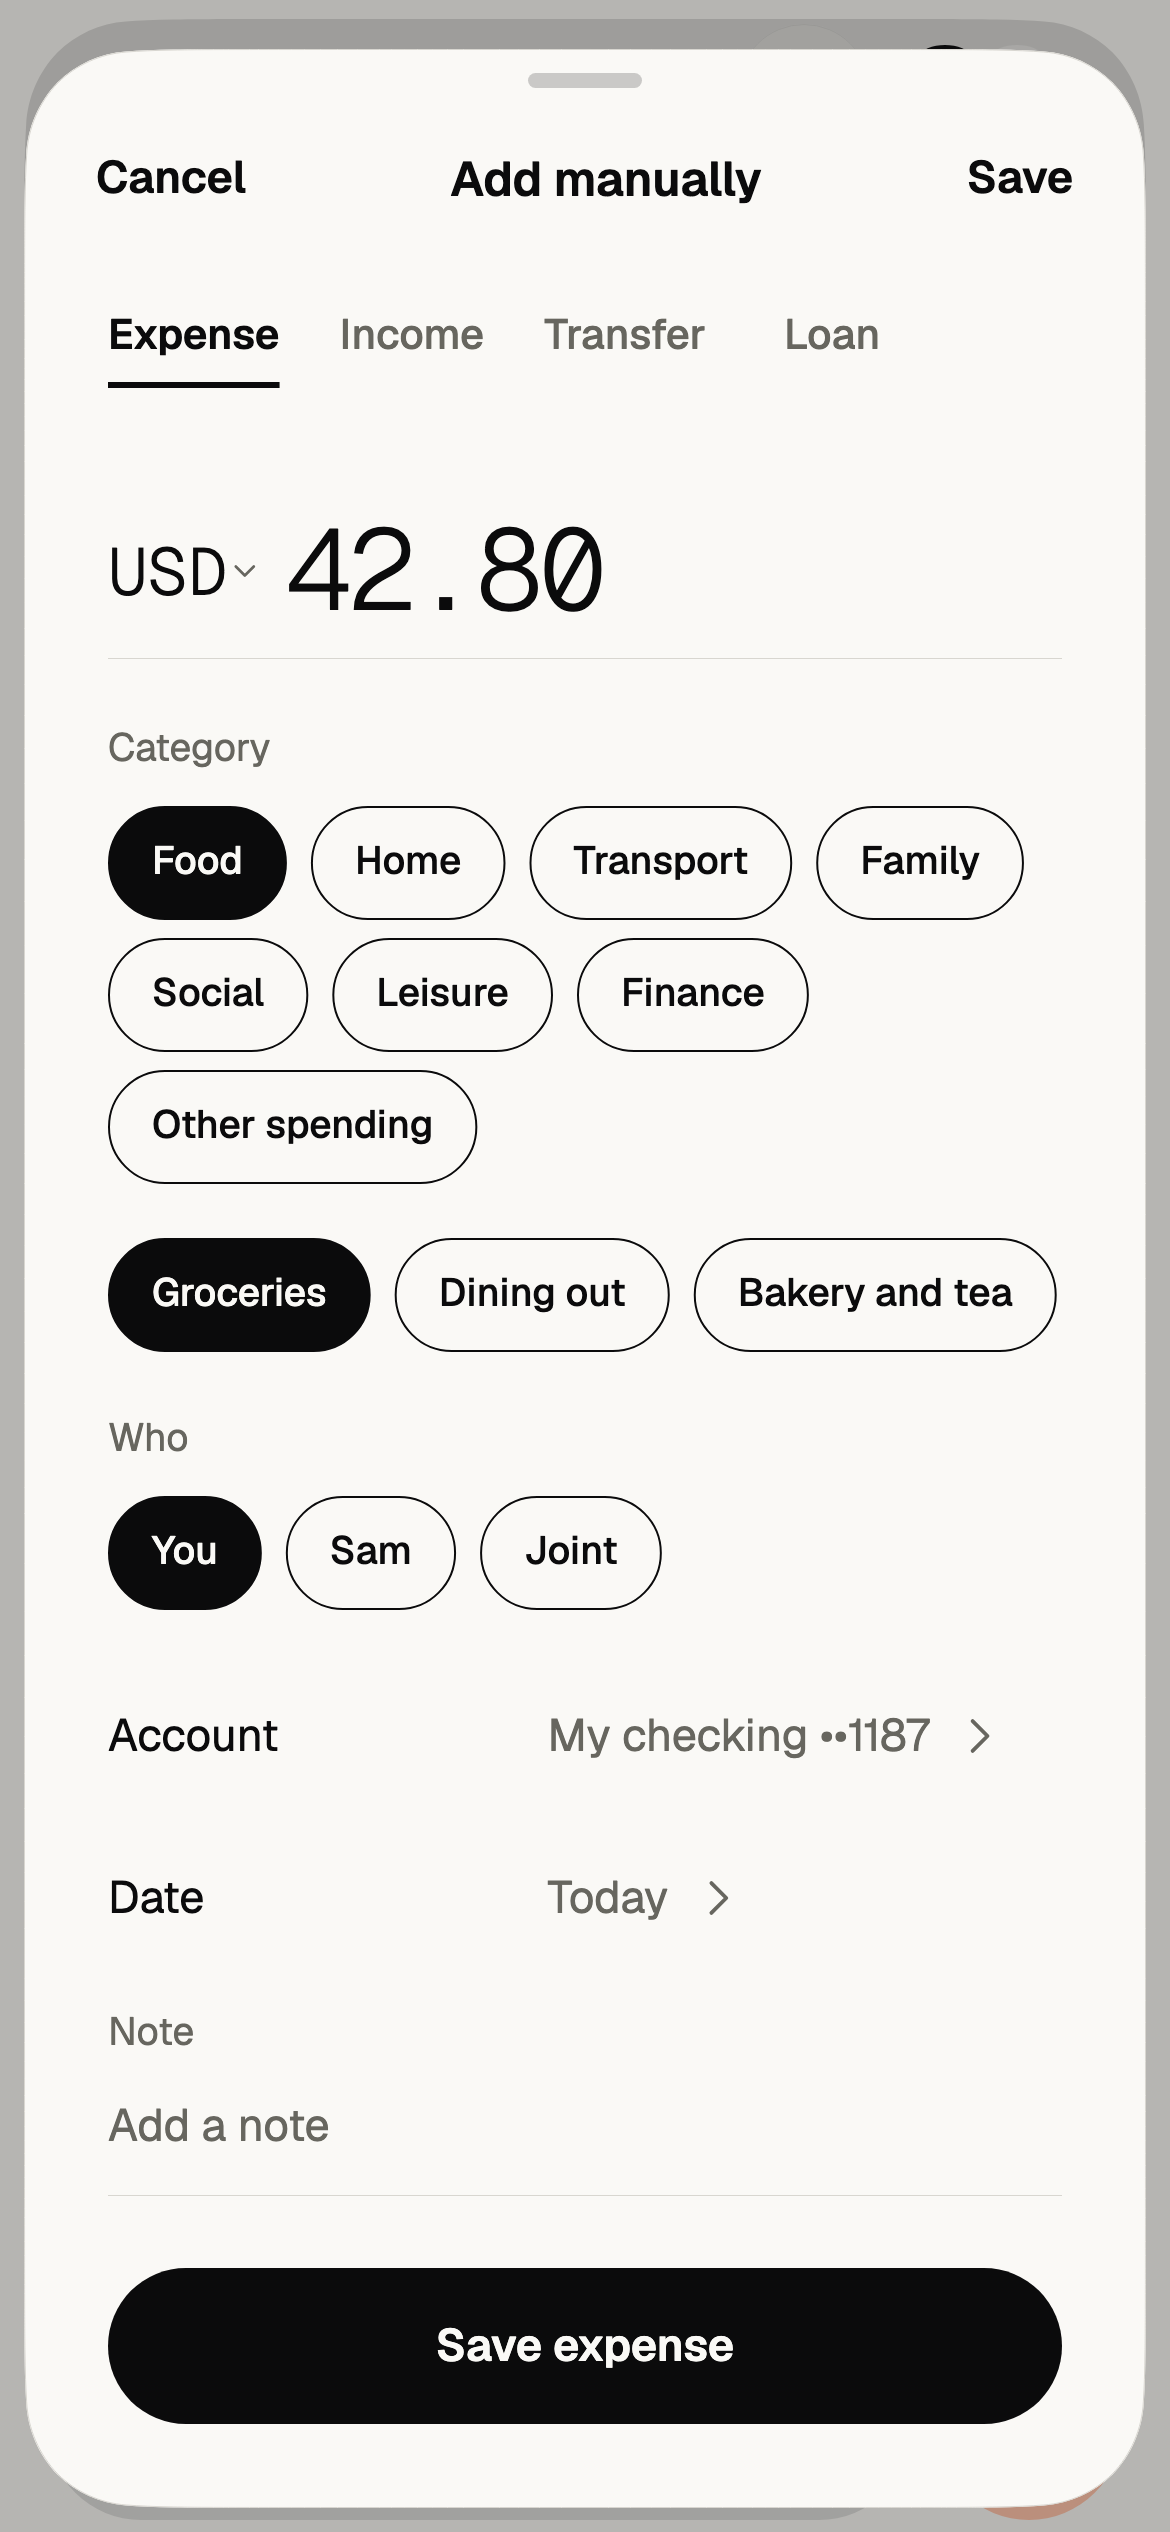 Cancel Add manually Save
Expense Income Transfer Loan
USD 42.80
Category
Food Home Transport Family
Social Leisure Finance
Other spending
Groceries Dining out Bakery and tea
Who
You Sam Joint
Account My checking ••1187
Date Today
Note
Add a note
Save expense